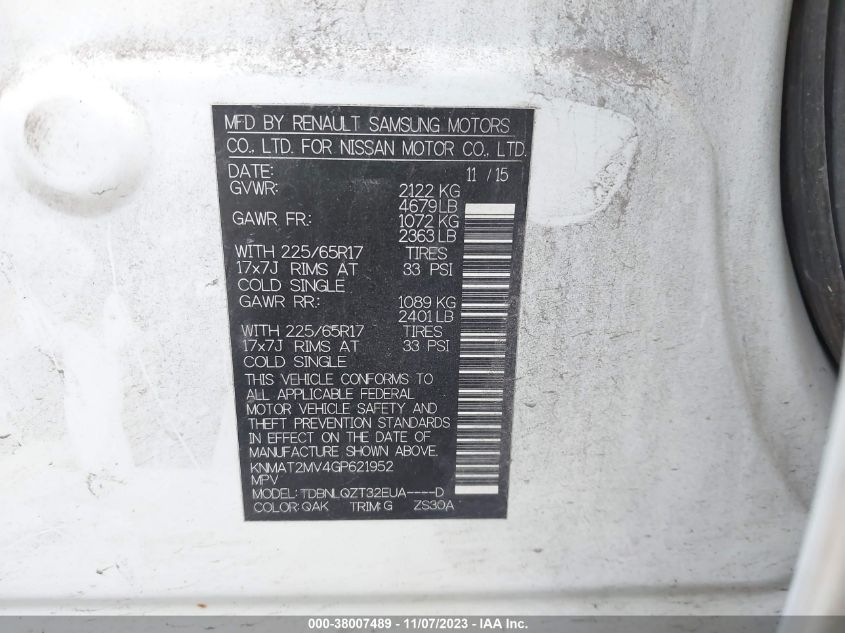 MFD BY RENAULT SAMSUNG MOTORS
CO., LTD. FOR NISSAN MOTOR CO., LTD.
DATE: 11 / 15
GVWR: 2122 KG
4679 LB
GAWR FR.: 1072 KG
2363 LB
WITH 225/65R17 TIRES
17x7J RIMS AT 33 PSI
COLD SINGLE
GAWR RR.: 1089 KG
2401 LB
WITH 225/65R17 TIRES
17x7J RIMS AT 33 PSI
COLD SINGLE
THIS VEHICLE CONFORMS TO
ALL APPLICABLE FEDERAL
MOTOR VEHICLE SAFETY AND
THEFT PREVENTION STANDARDS
IN EFFECT ON THE DATE OF
MANUFACTURE SHOWN ABOVE.
KNMAT2MV4GP621952
MPV
MODEL: TDBNLQZT32EUA----D
COLOR: QAK TRIM: G ZS30A
000-38007489 - 11/07/2023 - IAA Inc.